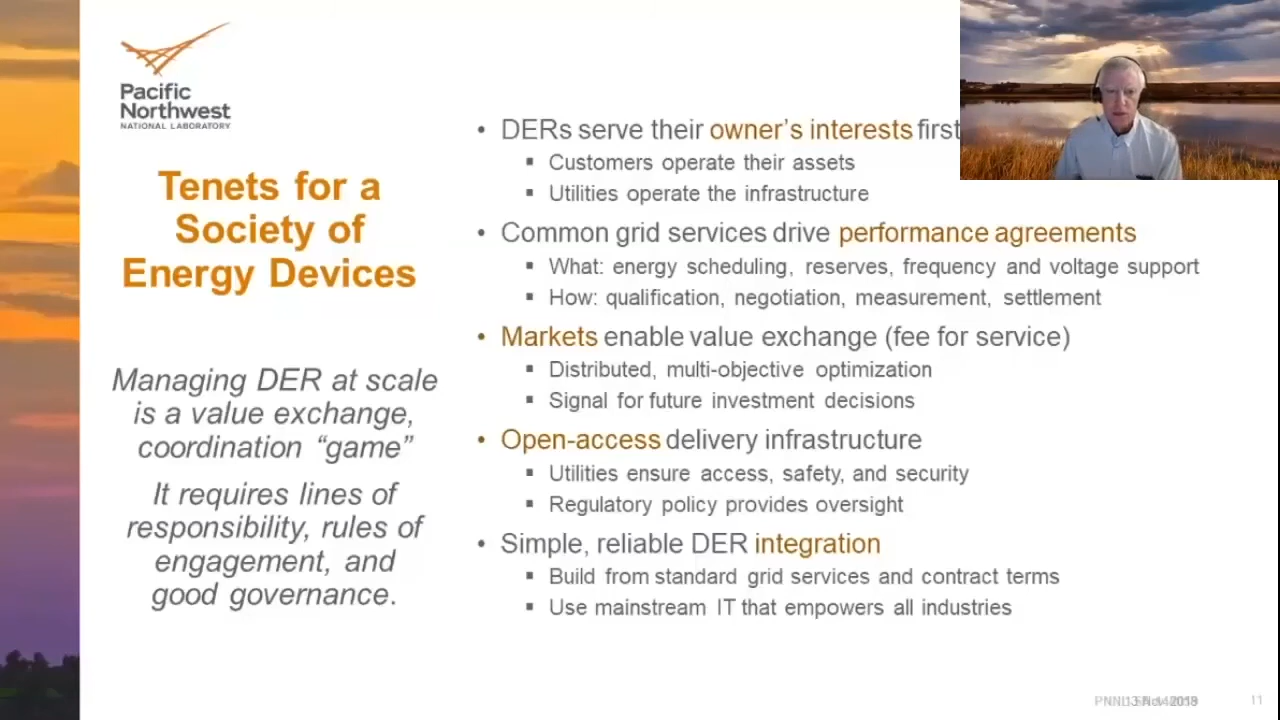 Pacific
Northwest
NATIONAL LABORATORY
Tenets for a
Society of
Energy Devices
Managing DER at scale
is a value exchange,
coordination “game”
It requires lines of
responsibility, rules of
engagement, and
good governance.
• DERs serve their owner’s interests first
▪ Customers operate their assets
▪ Utilities operate the infrastructure
• Common grid services drive performance agreements
▪ What: energy scheduling, reserves, frequency and voltage support
▪ How: qualification, negotiation, measurement, settlement
• Markets enable value exchange (fee for service)
▪ Distributed, multi-objective optimization
▪ Signal for future investment decisions
• Open-access delivery infrastructure
▪ Utilities ensure access, safety, and security
▪ Regulatory policy provides oversight
• Simple, reliable DER integration
▪ Build from standard grid services and contract terms
▪ Use mainstream IT that empowers all industries
11